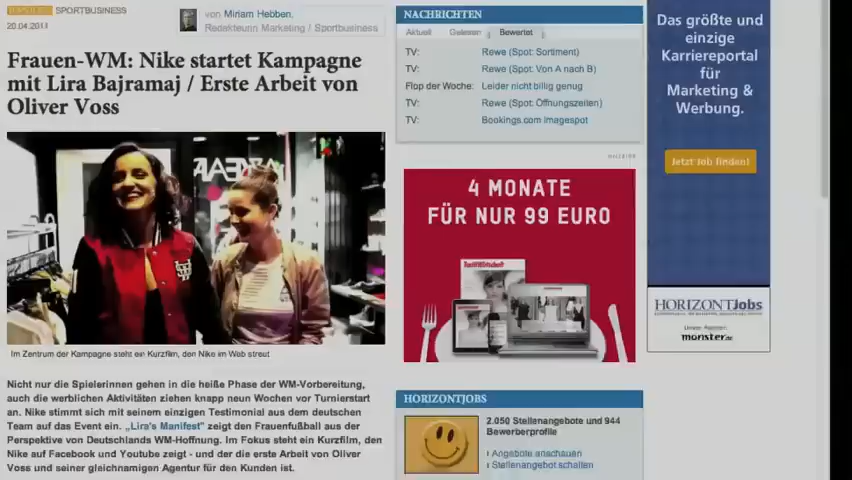 SPORTBUSINESS
20.04.2011
von Miriam Hebben,
Redakteurin Marketing / Sportbusiness
Frauen-WM: Nike startet Kampagne
mit Lira Bajramaj / Erste Arbeit von
Oliver Voss
Im Zentrum der Kampagne steht ein Kurzfilm, den Nike im Web streut
Nicht nur die Spielerinnen gehen in die heiße Phase der WM-Vorbereitung,
auch die werblichen Aktivitäten ziehen knapp neun Wochen vor Turnierstart
an. Nike stimmt sich mit seinem einzigen Testimonial aus dem deutschen
Team auf das Event ein. „Lira's Manifest" zeigt den Frauenfußball aus der
Perspektive von Deutschlands WM-Hoffnung. Im Fokus steht ein Kurzfilm, den
Nike auf Facebook und Youtube zeigt - und der die erste Arbeit von Oliver
Voss und seiner gleichnamigen Agentur für den Kunden ist.
NACHRICHTEN
Aktuell Gelesen Bewertet
TV: Rewe (Spot: Sortiment)
TV: Rewe (Spot: Von A nach B)
Flop der Woche: Leider nicht billig genug
TV: Rewe (Spot: Öffnungszeiten)
TV: Bookings.com Imagespot
ANZEIGE
4 MONATE
FÜR NUR 99 EURO
HORIZONTJOBS
2.050 Stellenangebote und 944
Bewerberprofile
Angebote anschauen
Stellenangebot schalten
Das größte und
einzige
Karriereportal
für
Marketing &
Werbung.
Jetzt Job finden!
HORIZONTJobs
Unser Partner:
monster.de